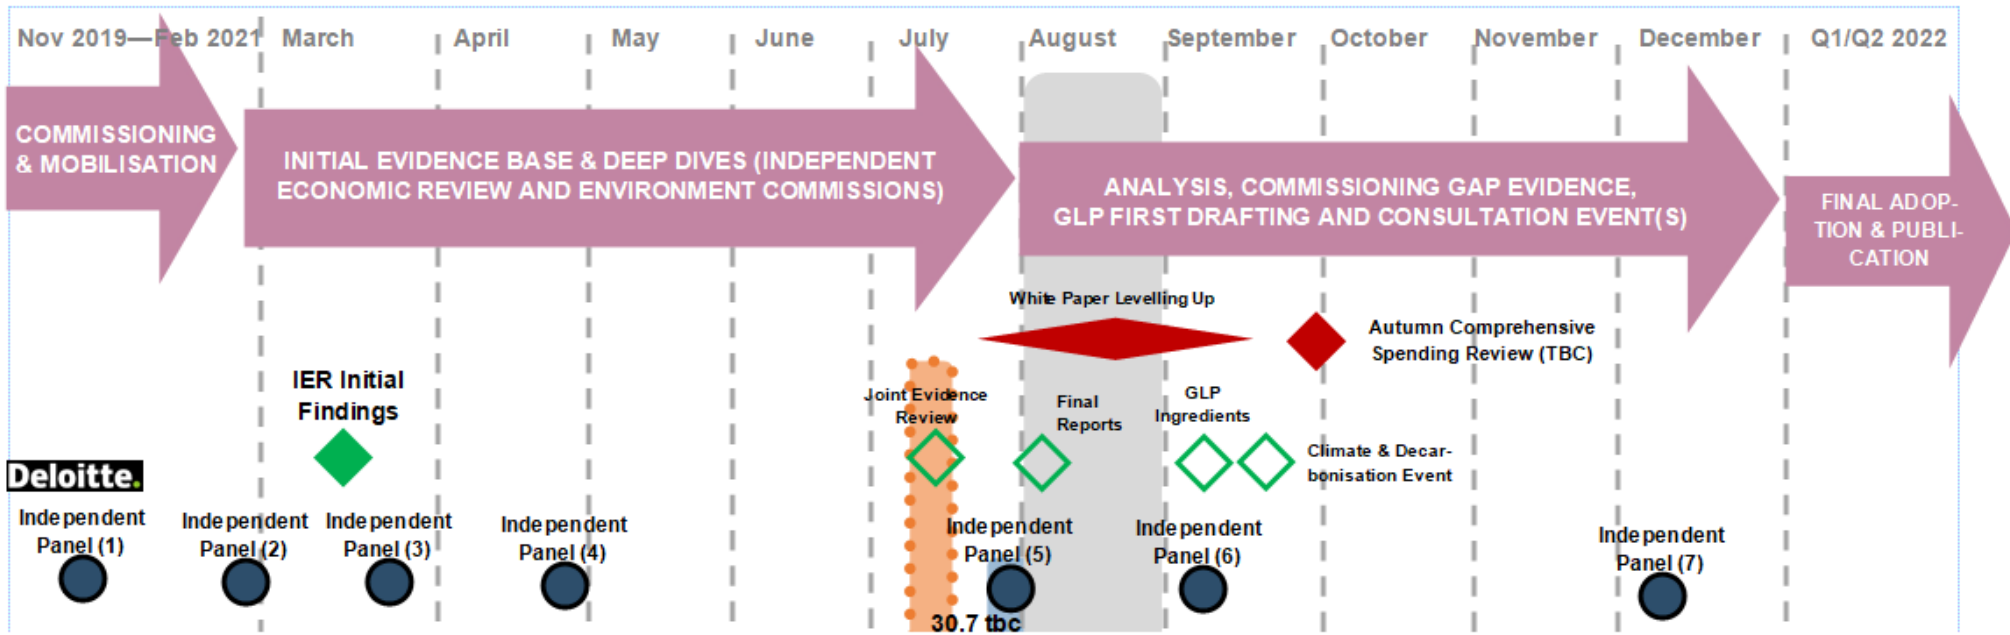 Nov 2019—Feb 2021
March
April
May
June
July
August
September
October
November
December
Q1/Q2 2022
COMMISSIONING
& MOBILISATION
INITIAL EVIDENCE BASE & DEEP DIVES (INDEPENDENT
ECONOMIC REVIEW AND ENVIRONMENT COMMISSIONS)
ANALYSIS, COMMISSIONING GAP EVIDENCE,
GLP FIRST DRAFTING AND CONSULTATION EVENT(S)
FINAL ADOP-
TION & PUBLI-
CATION
White Paper Levelling Up
Autumn Comprehensive
Spending Review (TBC)
IER Initial
Findings
Joint Evidence
Review
Final
Reports
GLP
Ingredients
Climate & Decar-
bonisation Event
Deloitte.
Independent
Panel (1)
Independent
Panel (2)
Independent
Panel (3)
Independent
Panel (4)
Independent
Panel (5)
Independent
Panel (6)
Independent
Panel (7)
30.7 tbc